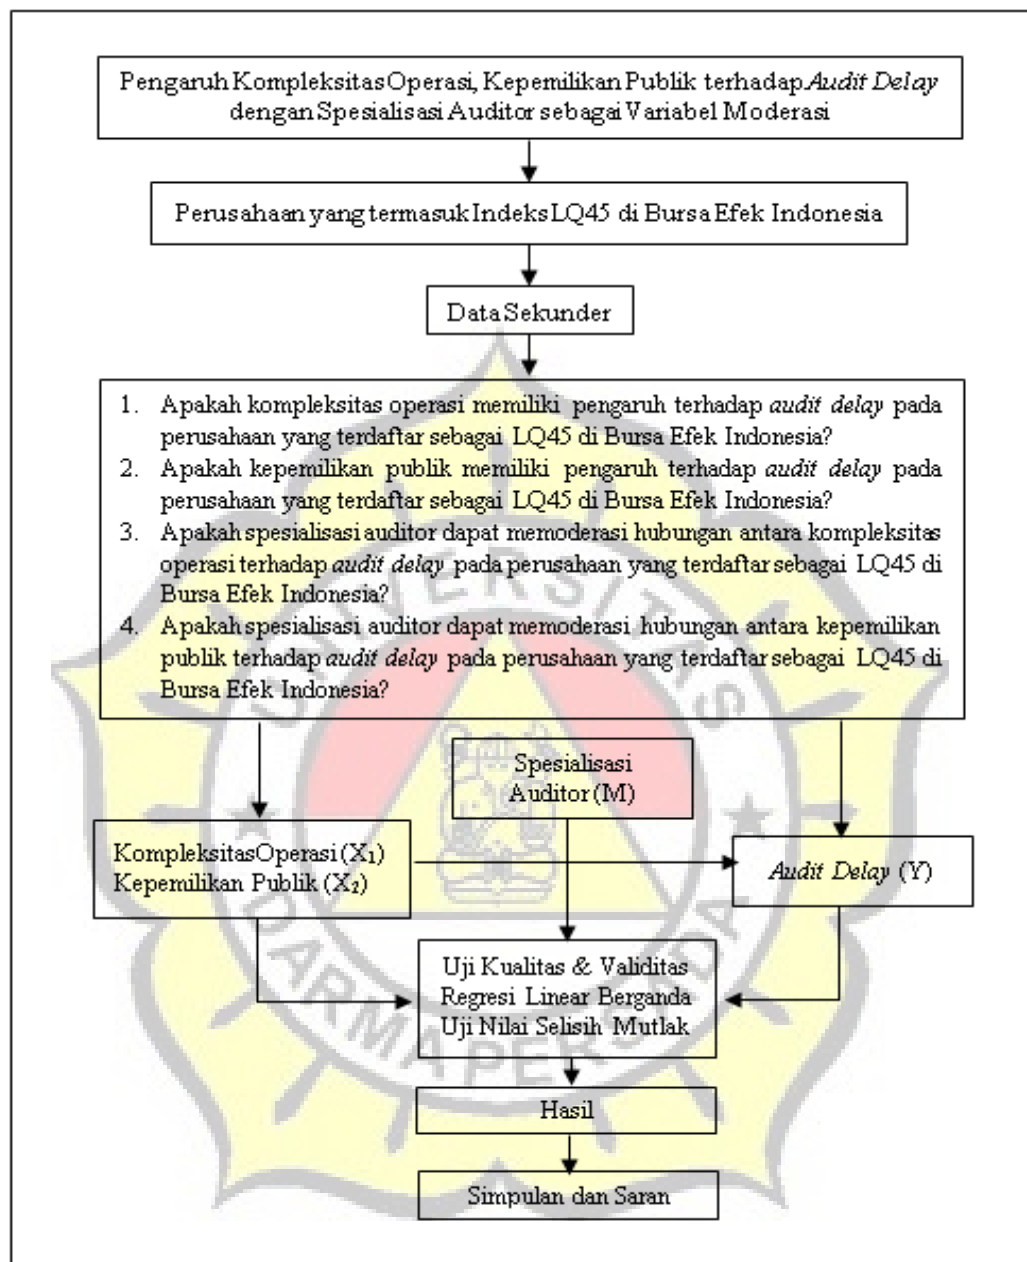 Pengaruh Kompleksitas Operasi, Kepemilikan Publik terhadap Audit Delay
dengan Spesialisasi Auditor sebagai Variabel Moderasi
Perusahaan yang termasuk Indeks LQ45 di Bursa Efek Indonesia
Data Sekunder
1. Apakah kompleksitas operasi memiliki pengaruh terhadap audit delay pada
perusahaan yang terdaftar sebagai LQ45 di Bursa Efek Indonesia?
2. Apakah kepemilikan publik memiliki pengaruh terhadap audit delay pada
perusahaan yang terdaftar sebagai LQ45 di Bursa Efek Indonesia?
3. Apakah spesialisasi auditor dapat memoderasi hubungan antara kompleksitas
operasi terhadap audit delay pada perusahaan yang terdaftar sebagai LQ45 di
Bursa Efek Indonesia?
4. Apakah spesialisasi auditor dapat memoderasi hubungan antara kepemilikan
publik terhadap audit delay pada perusahaan yang terdaftar sebagai LQ45 di
Bursa Efek Indonesia?
Spesialisasi
Auditor (M)
Kompleksitas Operasi (X₁)
Kepemilikan Publik (X₂)
Audit Delay (Y)
Uji Kualitas & Validitas
Regresi Linear Berganda
Uji Nilai Selisih Mutlak
Hasil
Simpulan dan Saran
UNIVERSITAS
DARMA PERSADA